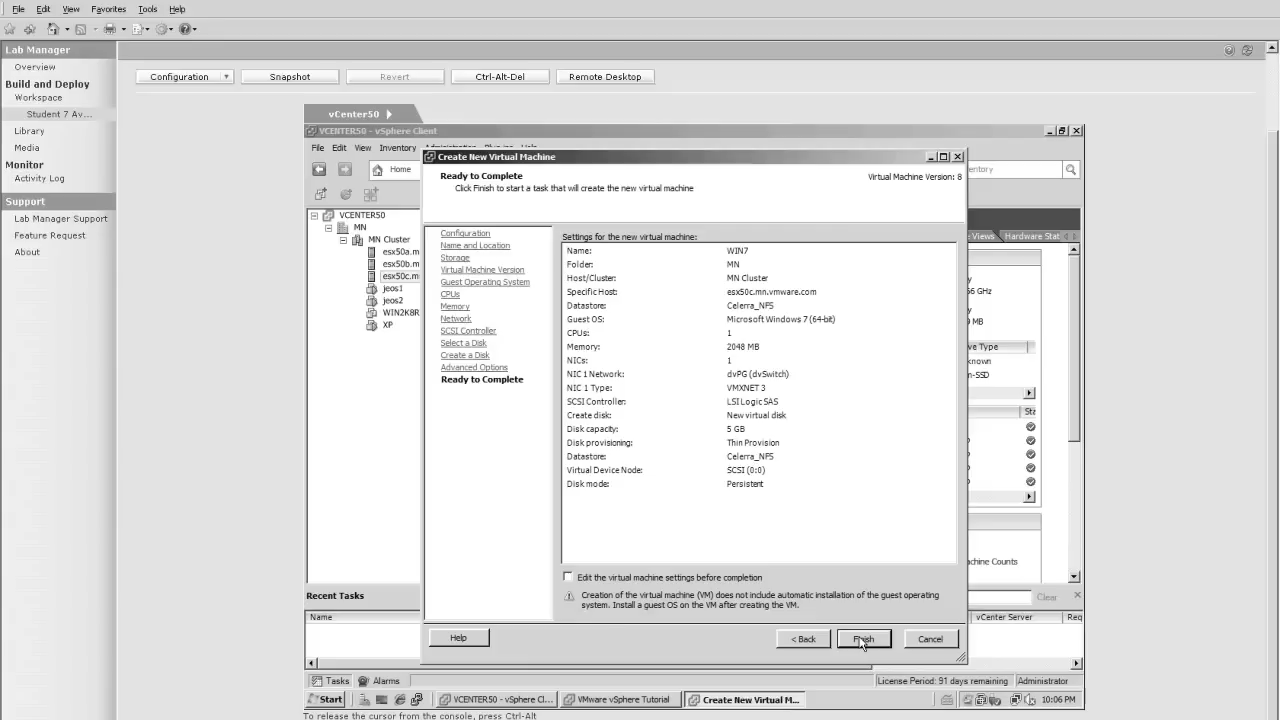 File Edit View Favorites Tools Help
Lab Manager
Overview
Build and Deploy
Workspace
Student 7 Av...
Library
Media
Monitor
Activity Log
Support
Lab Manager Support
Feature Request
About
Configuration Snapshot Revert Ctrl-Alt-Del Remote Desktop
vCenter50
VCENTER50 - vSphere Client
File Edit View Inventory
Home
VCENTER50
MN
MN Cluster
esx50a.m
esx50b.m
esx50c.m
jeos1
jeos2
WIN2K8R
XP
Create New Virtual Machine
Ready to Complete
Click Finish to start a task that will create the new virtual machine
Virtual Machine Version: 8
Configuration
Name and Location
Storage
Virtual Machine Version
Guest Operating System
CPUs
Memory
Network
SCSI Controller
Select a Disk
Create a Disk
Advanced Options
Ready to Complete
Settings for the new virtual machine:
Name: WIN7
Folder: MN
Host/Cluster: MN Cluster
Specific Host: esx50c.mn.vmware.com
Datastore: Celerra_NFS
Guest OS: Microsoft Windows 7 (64-bit)
CPUs: 1
Memory: 2048 MB
NICs: 1
NIC 1 Network: dvPG (dvSwitch)
NIC 1 Type: VMXNET 3
SCSI Controller: LSI Logic SAS
Create disk: New virtual disk
Disk capacity: 5 GB
Disk provisioning: Thin Provision
Datastore: Celerra_NFS
Virtual Device Node: SCSI (0:0)
Disk mode: Persistent
Edit the virtual machine settings before completion
Creation of the virtual machine (VM) does not include automatic installation of the guest operating
system. Install a guest OS on the VM after creating the VM.
Help < Back Finish Cancel
entory
Views Hardware Stat
GHz
MB
ve Type
known
n-SSD
Sta
achine Counts
Recent Tasks
Clear
Name
vCenter Server Req
Tasks Alarms
License Period: 91 days remaining Administrator
Start VCENTER50 - vSphere Cl... VMware vSphere Tutorial Create New Virtual M... 10:06 PM
To release the cursor from the console, press Ctrl-Alt